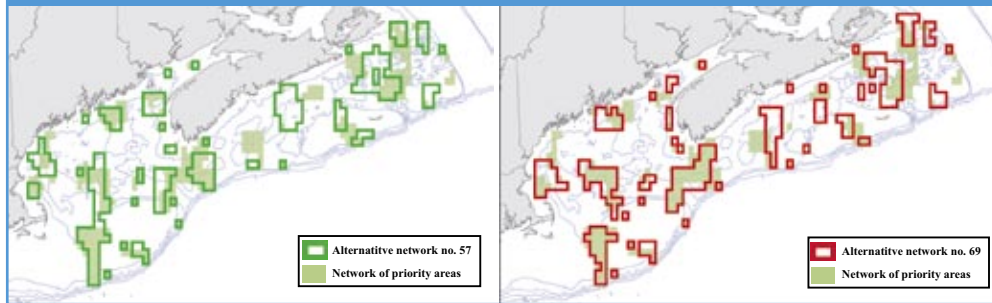 Alternatitve network no. 57
Network of priority areas
Alternatitve network no. 69
Network of priority areas